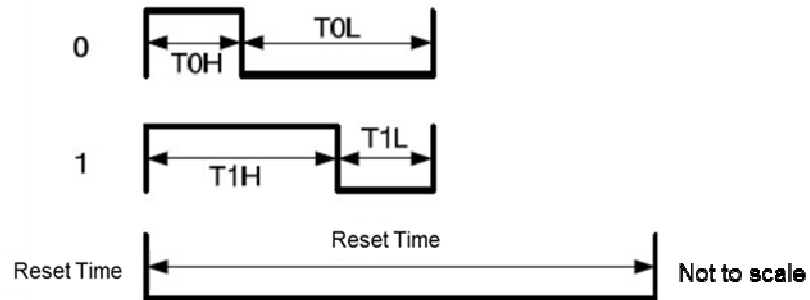 0
T0L
T0H
1
T1L
T1H
Reset Time
Reset Time
Not to scale